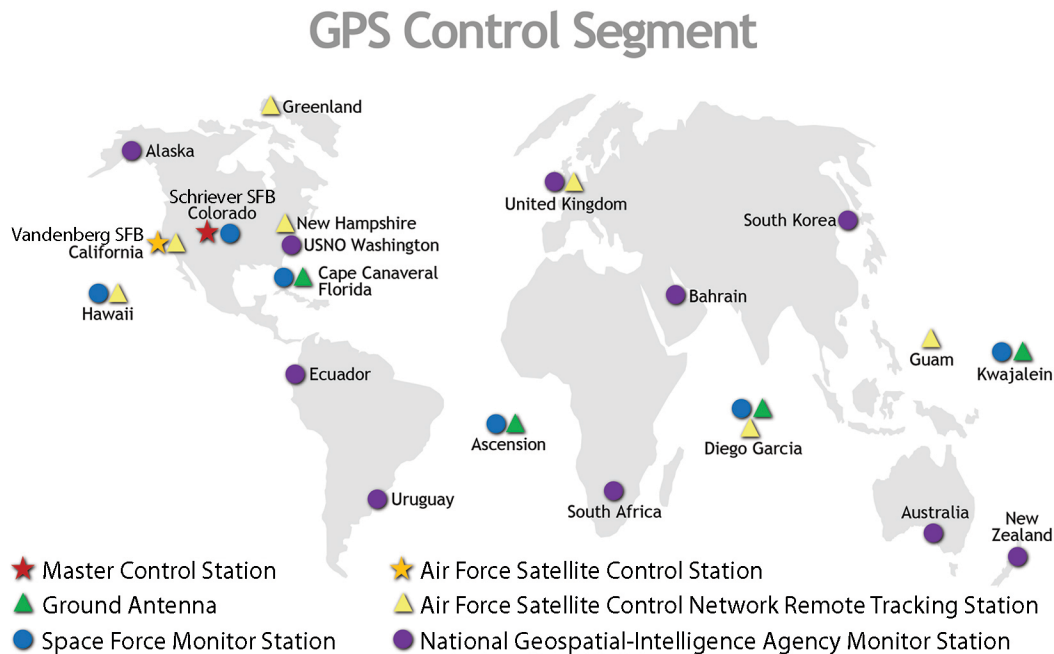 GPS Control Segment
Greenland
Alaska
Schriever SFB
Colorado
United Kingdom
New Hampshire
South Korea
Vandenberg SFB
California
USNO Washington
Cape Canaveral
Florida
Bahrain
Hawaii
Guam
Kwajalein
Ecuador
Ascension
Diego Garcia
Uruguay
South Africa
Australia
New
Zealand
Master Control Station
Air Force Satellite Control Station
Ground Antenna
Air Force Satellite Control Network Remote Tracking Station
Space Force Monitor Station
National Geospatial-Intelligence Agency Monitor Station